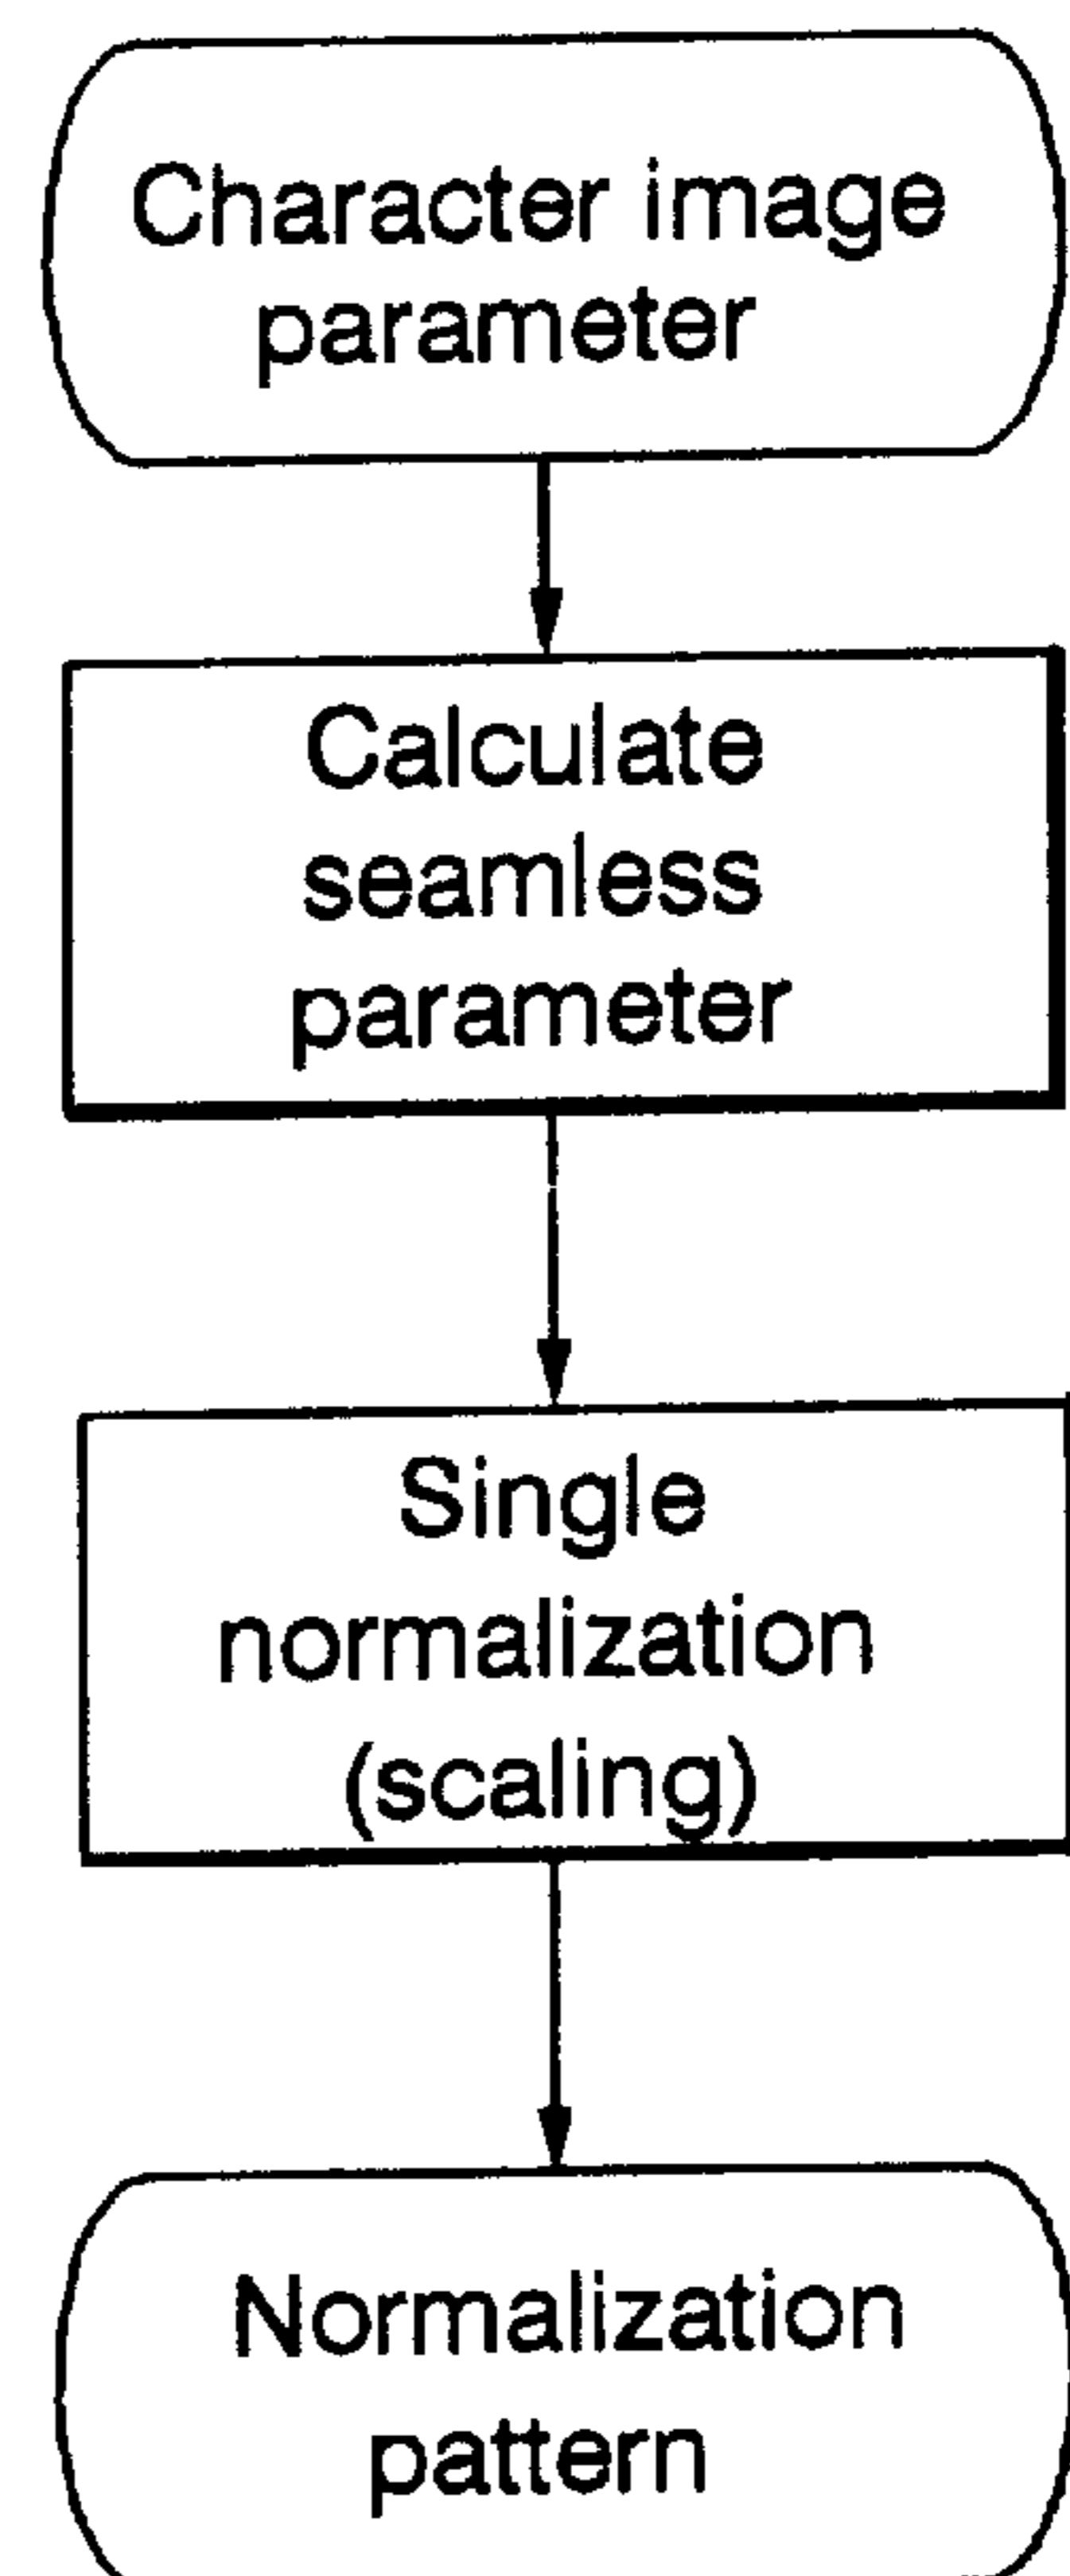 Character image
parameter
Calculate
seamless
parameter
Single
normalization
(scaling)
Normalization
pattern